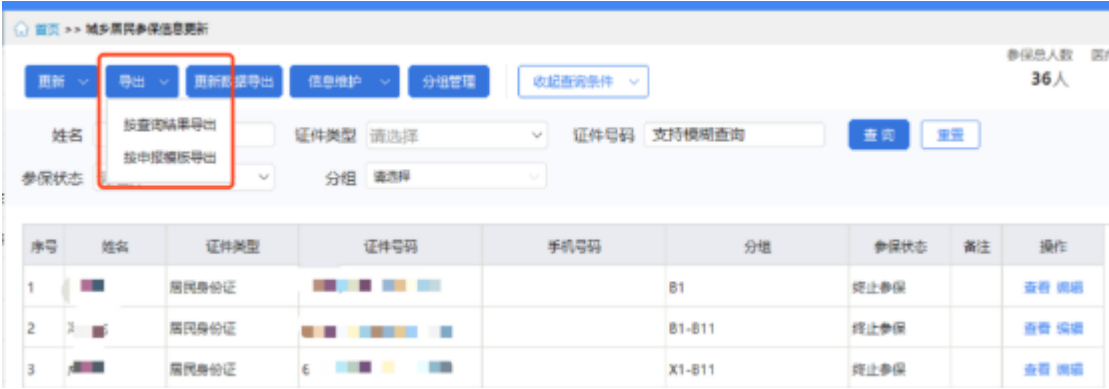 首页 >> 城乡居民参保信息更新
参保总人数
36人
更新 导出 更新数据导出 信息维护 分组管理 收起查询条件
按查询结果导出
按申报模板导出
姓名 证件类型 请选择 证件号码 支持模糊查询 查询 重置
参保状态 分组 请选择
序号 姓名 证件类型 证件号码 手机号码 分组 参保状态 备注 操作
1 居民身份证 B1 终止参保 查看 编辑
2 居民身份证 B1-B11 终止参保 查看 编辑
3 居民身份证 6 X1-B11 终止参保 查看 编辑